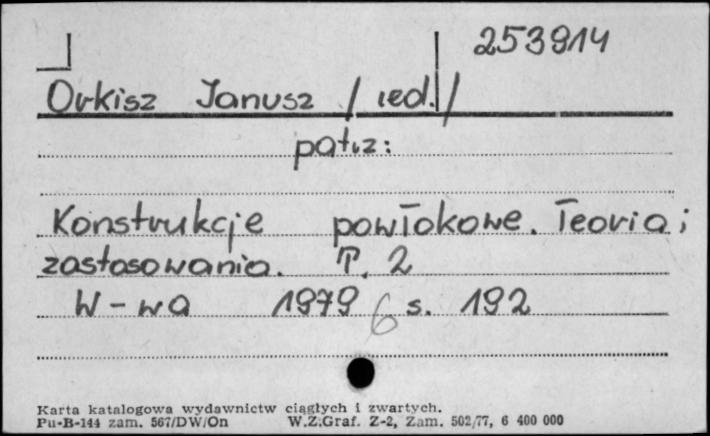 253914
Orkisz Janusz /red./
patrz:
Konstrukcje powłokowe. Teoria i
zastosowania. T. 2
W-wa 1979 s. 192
6
Karta katalogowa wydawnictw ciągłych i zwartych.
Pu-B-144 zam. 567/DW/On W.Z.Graf. Z-2, Zam. 502/77, 6 400 000